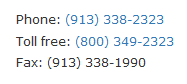 Phone: (913) 338-2323
Toll free: (800) 349-2323
Fax: (913) 338-1990